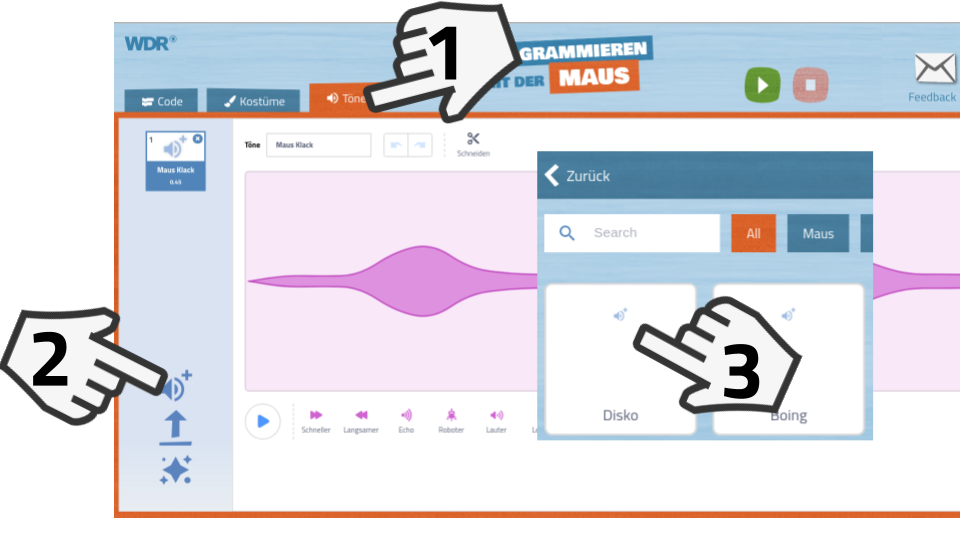 1
WDR
GRAMMIEREN
DER MAUS
Code
Kostüme
Töne
Feedback
1
Maus Klack
0.45
Töne
Maus Klack
Schneiden
Zurück
Search
All
Maus
2
3
Disko
Boing
Schneller
Langsamer
Echo
Roboter
Lauter